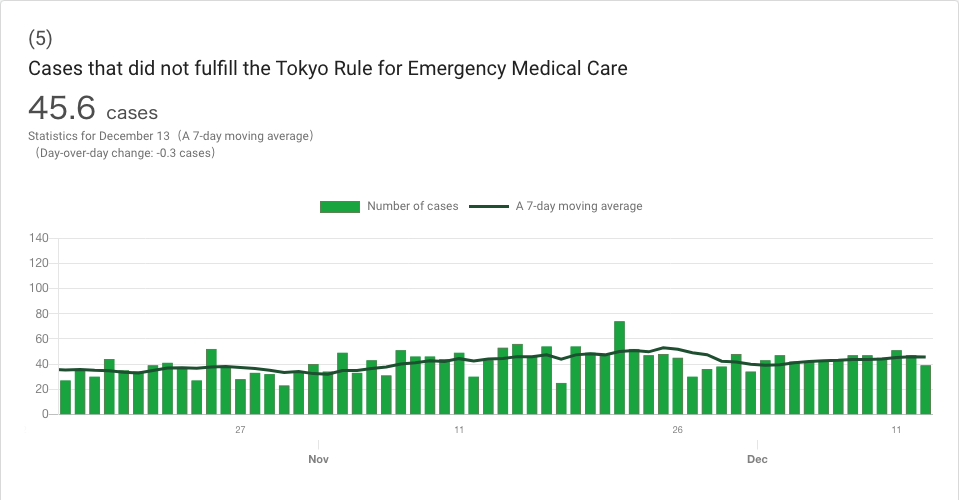 (5)
Cases that did not fulfill the Tokyo Rule for Emergency Medical Care
45.6 cases
Statistics for December 13（A 7-day moving average）
（Day-over-day change: -0.3 cases）
Number of cases A 7-day moving average
140
120
100
80
60
40
20
0
27 11 26 11
Nov Dec